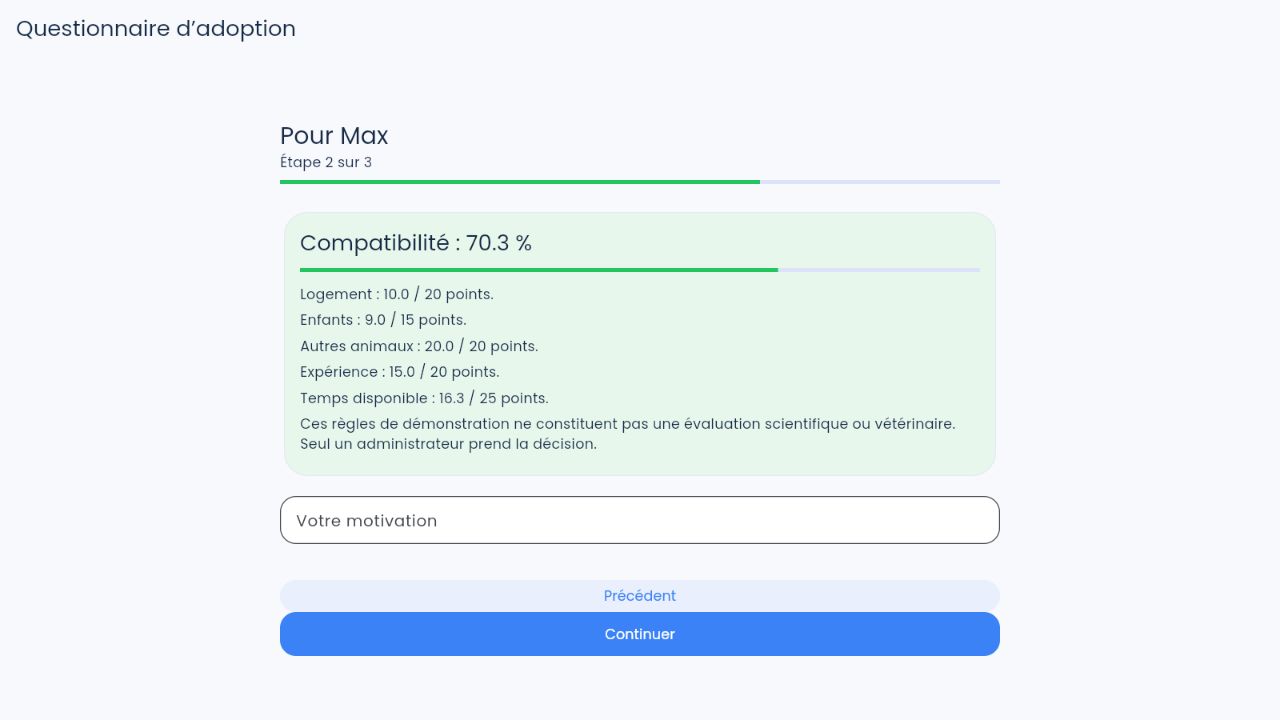 Questionnaire d’adoption
Pour Max
Étape 2 sur 3
Compatibilité : 70.3 %
Logement : 10.0 / 20 points.
Enfants : 9.0 / 15 points.
Autres animaux : 20.0 / 20 points.
Expérience : 15.0 / 20 points.
Temps disponible : 16.3 / 25 points.
Ces règles de démonstration ne constituent pas une évaluation scientifique ou vétérinaire.
Seul un administrateur prend la décision.
Votre motivation
Précédent
Continuer